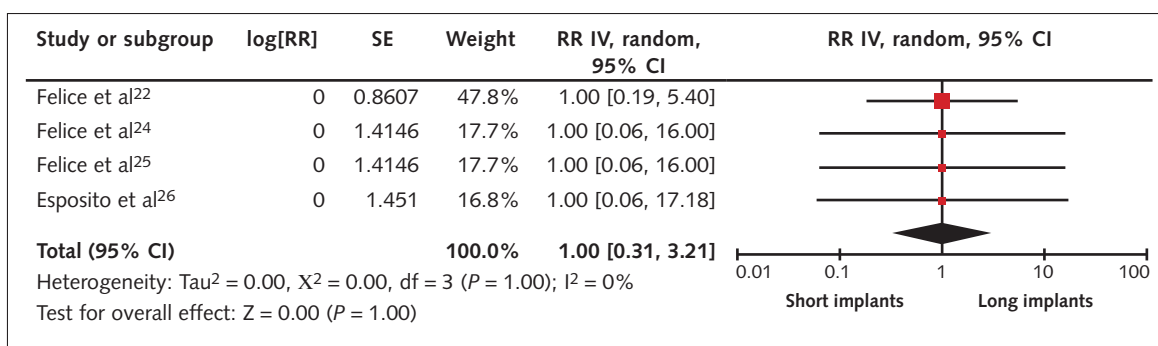 Study or subgroup log[RR] SE Weight RR IV, random, 95% CI RR IV, random, 95% CI
Felice et al22 0 0.8607 47.8% 1.00 [0.19, 5.40]
Felice et al24 0 1.4146 17.7% 1.00 [0.06, 16.00]
Felice et al25 0 1.4146 17.7% 1.00 [0.06, 16.00]
Esposito et al26 0 1.451 16.8% 1.00 [0.06, 17.18]
Total (95% CI) 100.0% 1.00 [0.31, 3.21]
0.01 0.1 1 10 100
Heterogeneity: Tau2 = 0.00, X2 = 0.00, df = 3 (P = 1.00); I2 = 0%
Short implants Long implants
Test for overall effect: Z = 0.00 (P = 1.00)